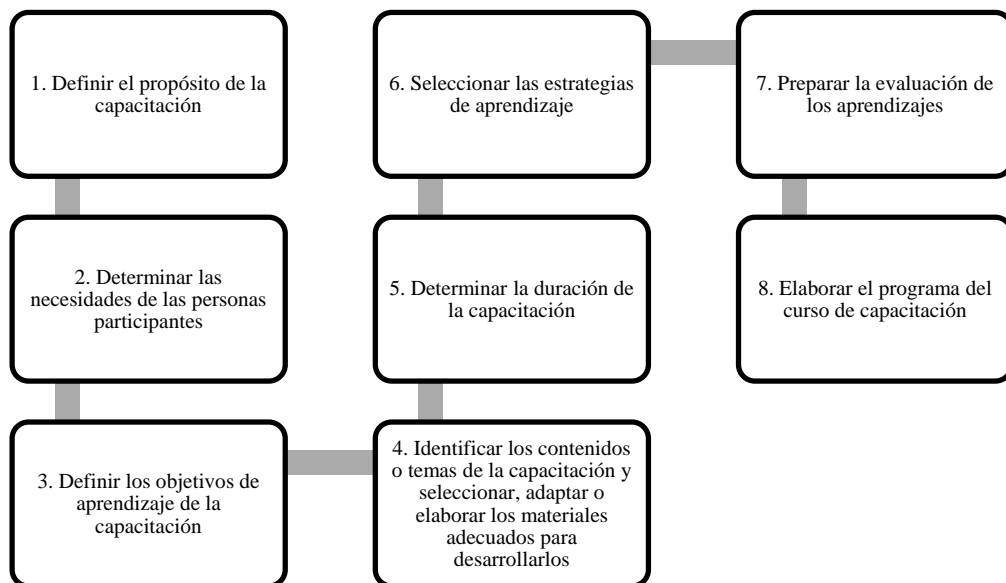 1. Definir el propósito de la
capacitación
2. Determinar las
necesidades de las personas
participantes
3. Definir los objetivos de
aprendizaje de la
capacitación
4. Identificar los contenidos
o temas de la capacitación y
seleccionar, adaptar o
elaborar los materiales
adecuados para
desarrollarlos
5. Determinar la duración de
la capacitación
6. Seleccionar las estrategias
de aprendizaje
7. Preparar la evaluación de
los aprendizajes
8. Elaborar el programa del
curso de capacitación